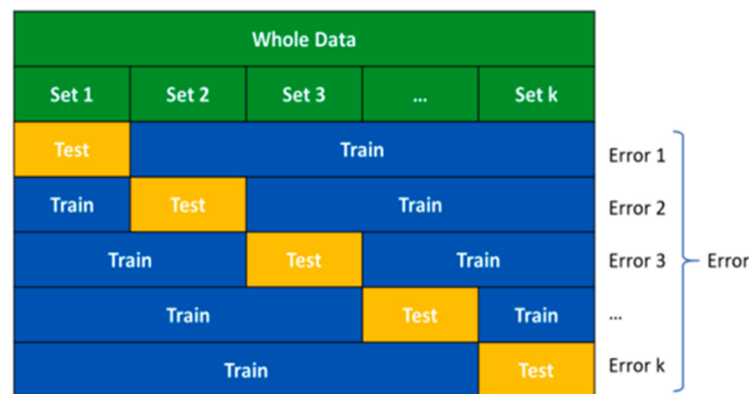 Whole Data
Set 1 Set 2 Set 3 ... Set k
Test Train Error 1
Train Test Train Error 2
Train Test Train Error 3 Error
Train Test Train ...
Train Test Error k